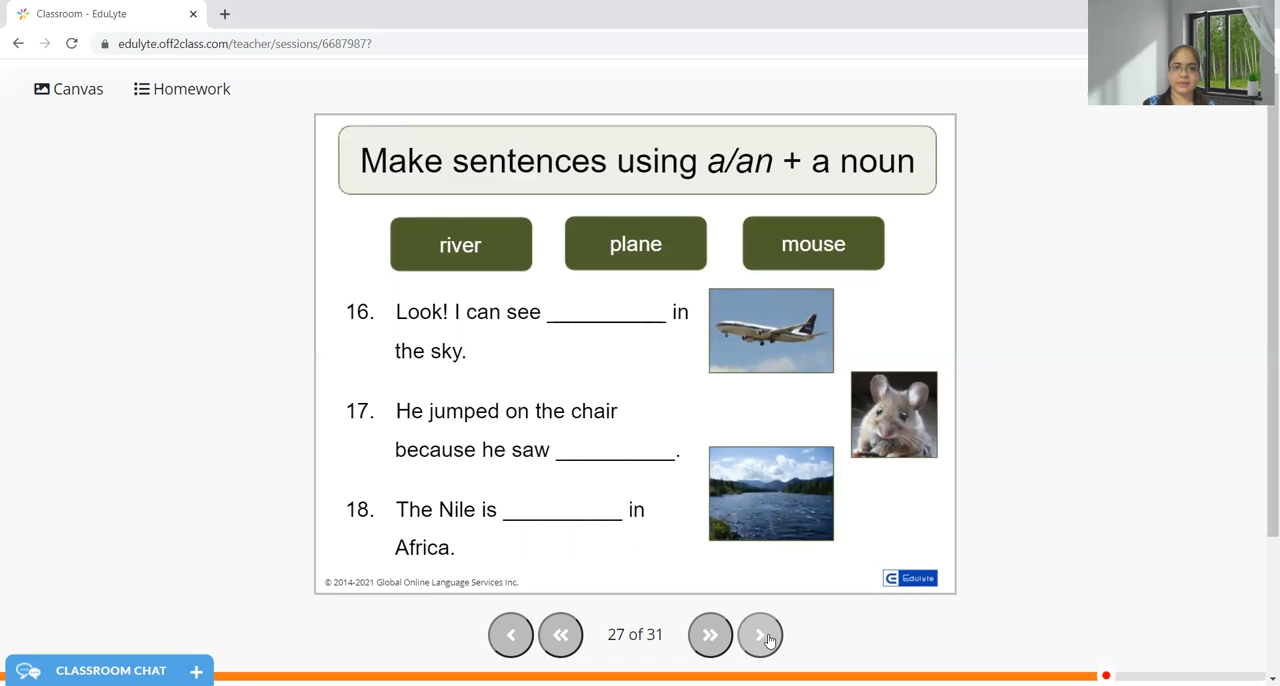 Classroom - EduLyte
edulyte.off2class.com/teacher/sessions/6687987?
Canvas
Homework
Make sentences using a/an + a noun
river
plane
mouse
16. Look! I can see __________ in
the sky.
17. He jumped on the chair
because he saw __________.
18. The Nile is __________ in
Africa.
© 2014-2021 Global Online Language Services Inc.
Edulyte
27 of 31
CLASSROOM CHAT